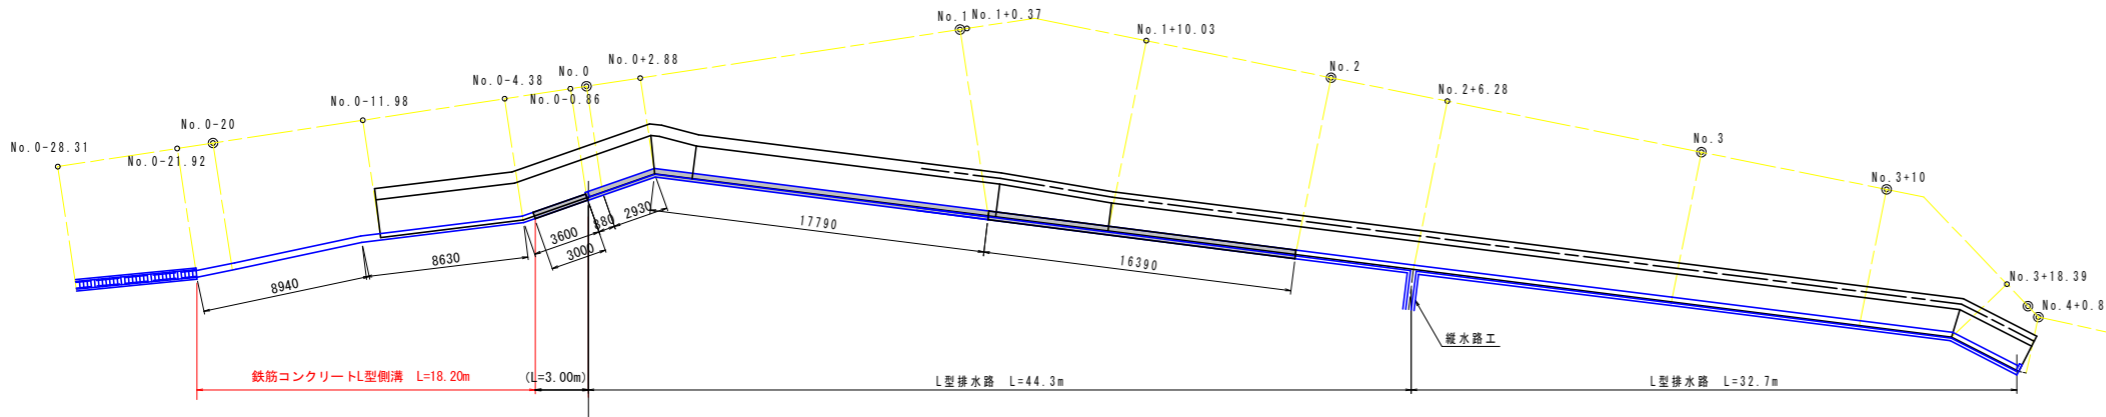 No.0-28.31
No.0-21.92
No.0-20
No.0-11.98
No.0-4.38
No.0-0.86
No.0
No.0+2.88
No.1
No.1+0.37
No.1+10.03
No.2
No.2+6.28
No.3
No.3+10
No.3+18.39
No.4+0.8
8940
8630
3600
880
2930
3000
17790
16390
縦水路工
鉄筋コンクリートL型側溝 L=18.20m
(L=3.00m)
L型排水路 L=44.3m
L型排水路 L=32.7m